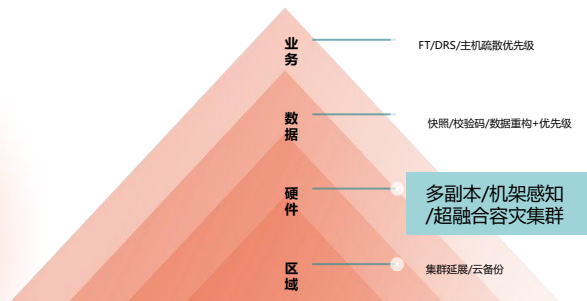 业务
FT/DRS/主机疏散优先级
数据
快照/校验码/数据重构+优先级
硬件
多副本/机架感知
/超融合容灾集群
区域
集群延展/云备份